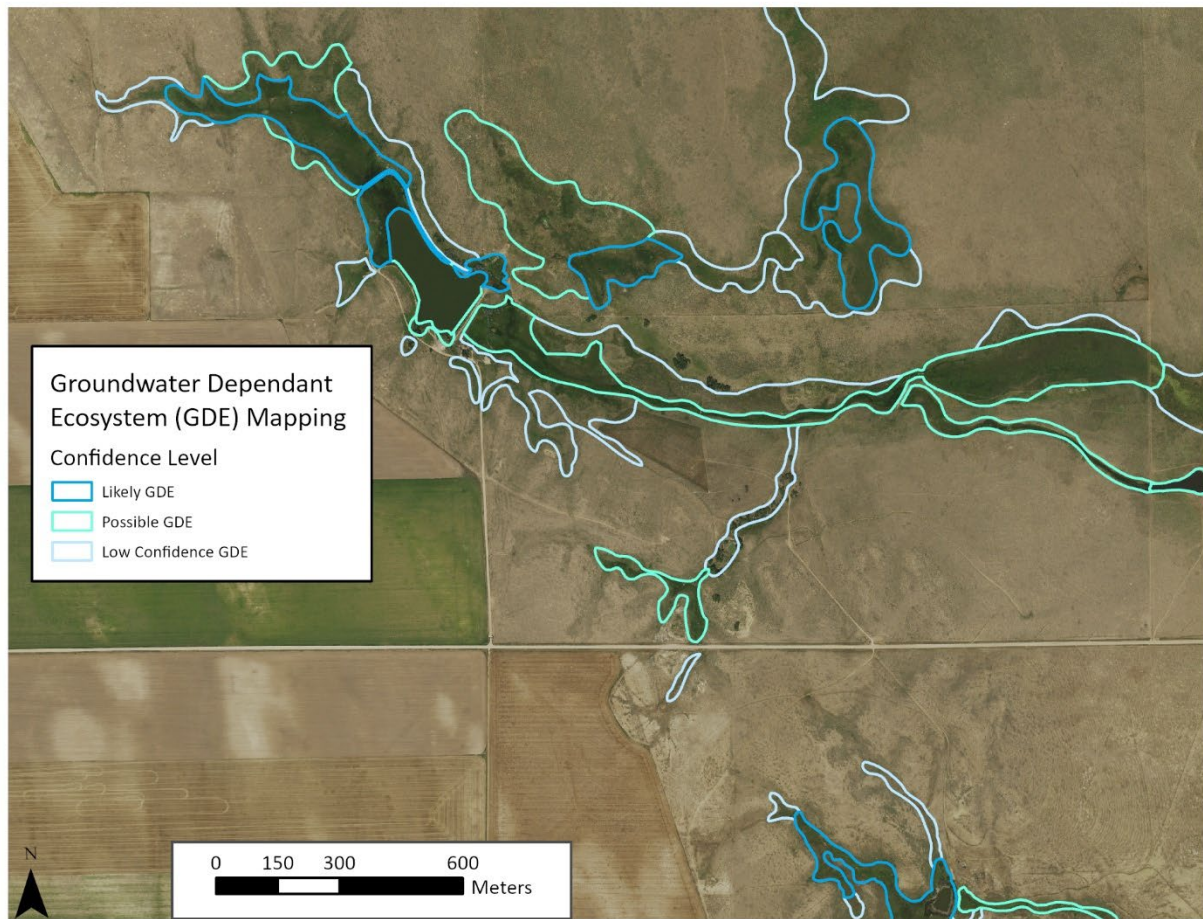 Groundwater Dependant
Ecosystem (GDE) Mapping
Confidence Level
Likely GDE
Possible GDE
Low Confidence GDE
N
0 150 300 600
Meters